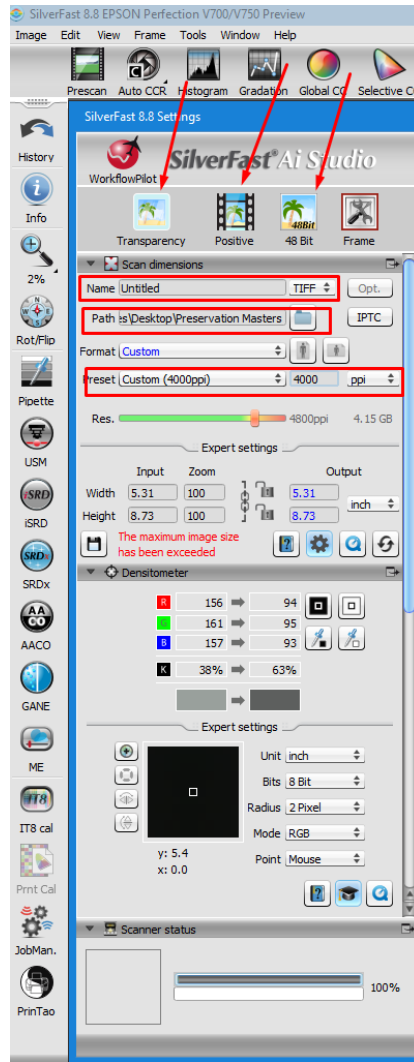 SilverFast 8.8 EPSON Perfection V700/V750 Preview
Image Edit View Frame Tools Window Help
Prescan Auto CCR Histogram Gradation Global CC Selective C
SilverFast 8.8 Settings
History
WorkflowPilot
SilverFast® Ai Studio
Info
48Bit
Transparency Positive 48 Bit Frame
2%
Scan dimensions
Name Untitled TIFF Opt.
N
W E
S
Rot/Flip
Path es\Desktop\Preservation Masters IPTC
Format Custom
Preset Custom (4000ppi) 4000 ppi
Pipette
Res. 4800ppi 4.15 GB
Expert settings
USM
Input Zoom Output
Width 5.31 100 5.31 inch
Height 8.73 100 8.73
iSRD
iSRD
The maximum image size
has been exceeded
SRDx
SRDx
Densitometer
R 156 94
G 161 95
B 157 93
K 38% 63%
AA
CO
AACO
GANE
Expert settings
ME
Unit inch
Bits 8 Bit
Radius 2 Pixel
Mode RGB
Point Mouse
y: 5.4
x: 0.0
IT8
IT8 cal
Prnt Cal
Scanner status
JobMan.
100%
PrinTao